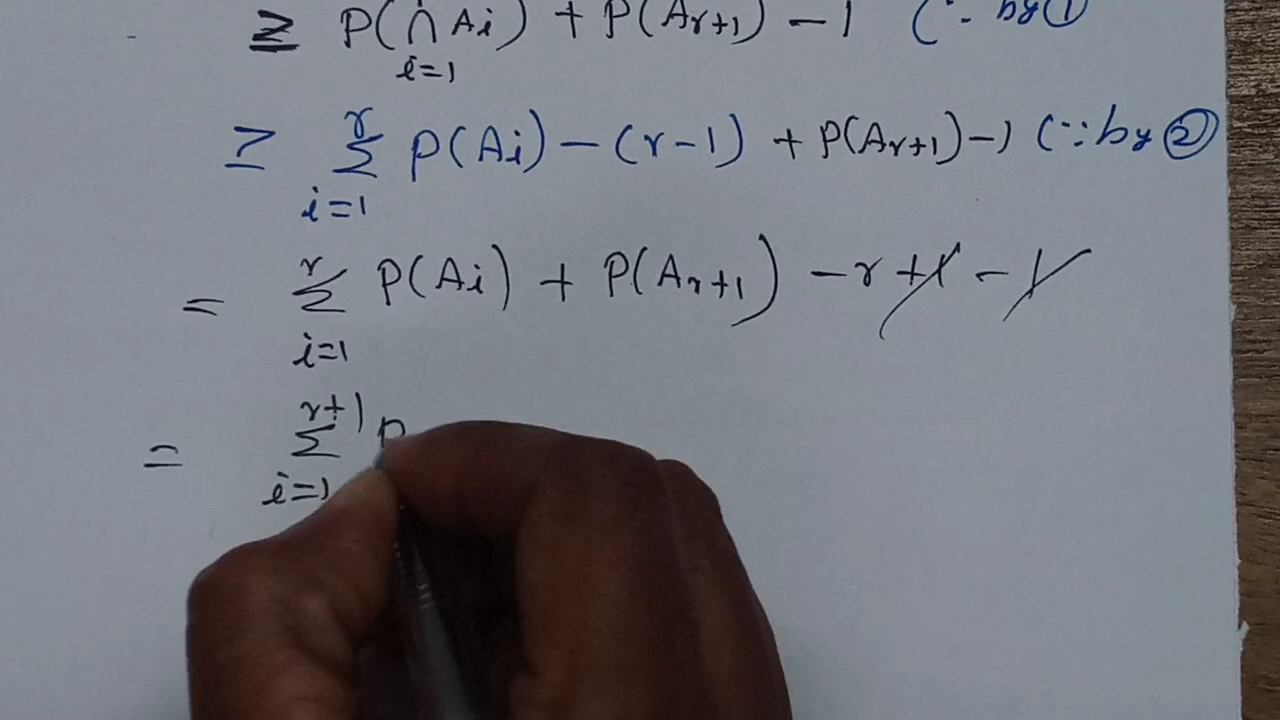 ≥ P(∩ Ai) + P(Ar+1) - 1 (∵ by ①
i=1
≥ r Σ i=1 P(Ai) - (r-1) + P(Ar+1) - 1 (∵ by ②)
= r Σ i=1 P(Ai) + P(Ar+1) - r + 1 - 1
= r+1 Σ i=1 P